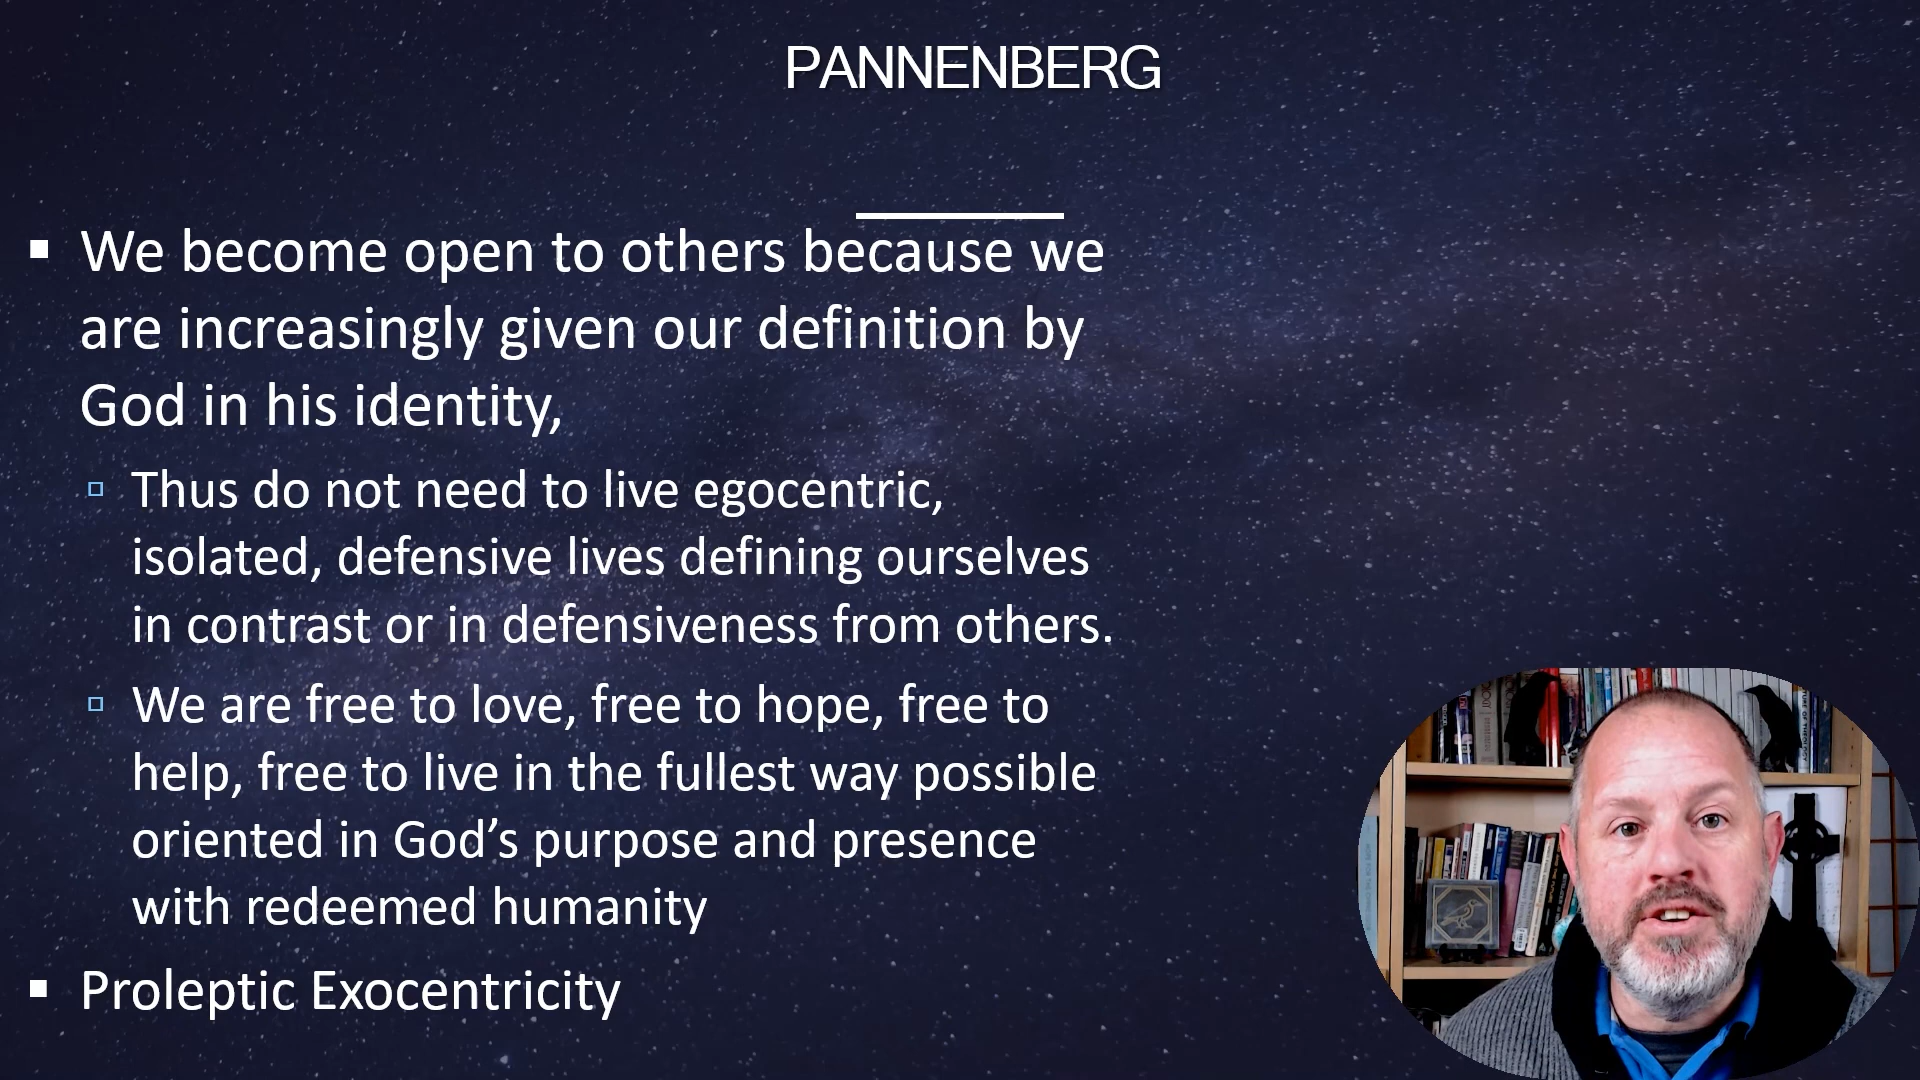 PANNENBERG
We become open to others because we
are increasingly given our definition by
God in his identity,
Thus do not need to live egocentric,
isolated, defensive lives defining ourselves
in contrast or in defensiveness from others.
We are free to love, free to hope, free to
help, free to live in the fullest way possible
oriented in God’s purpose and presence
with redeemed humanity
Proleptic Exocentricity